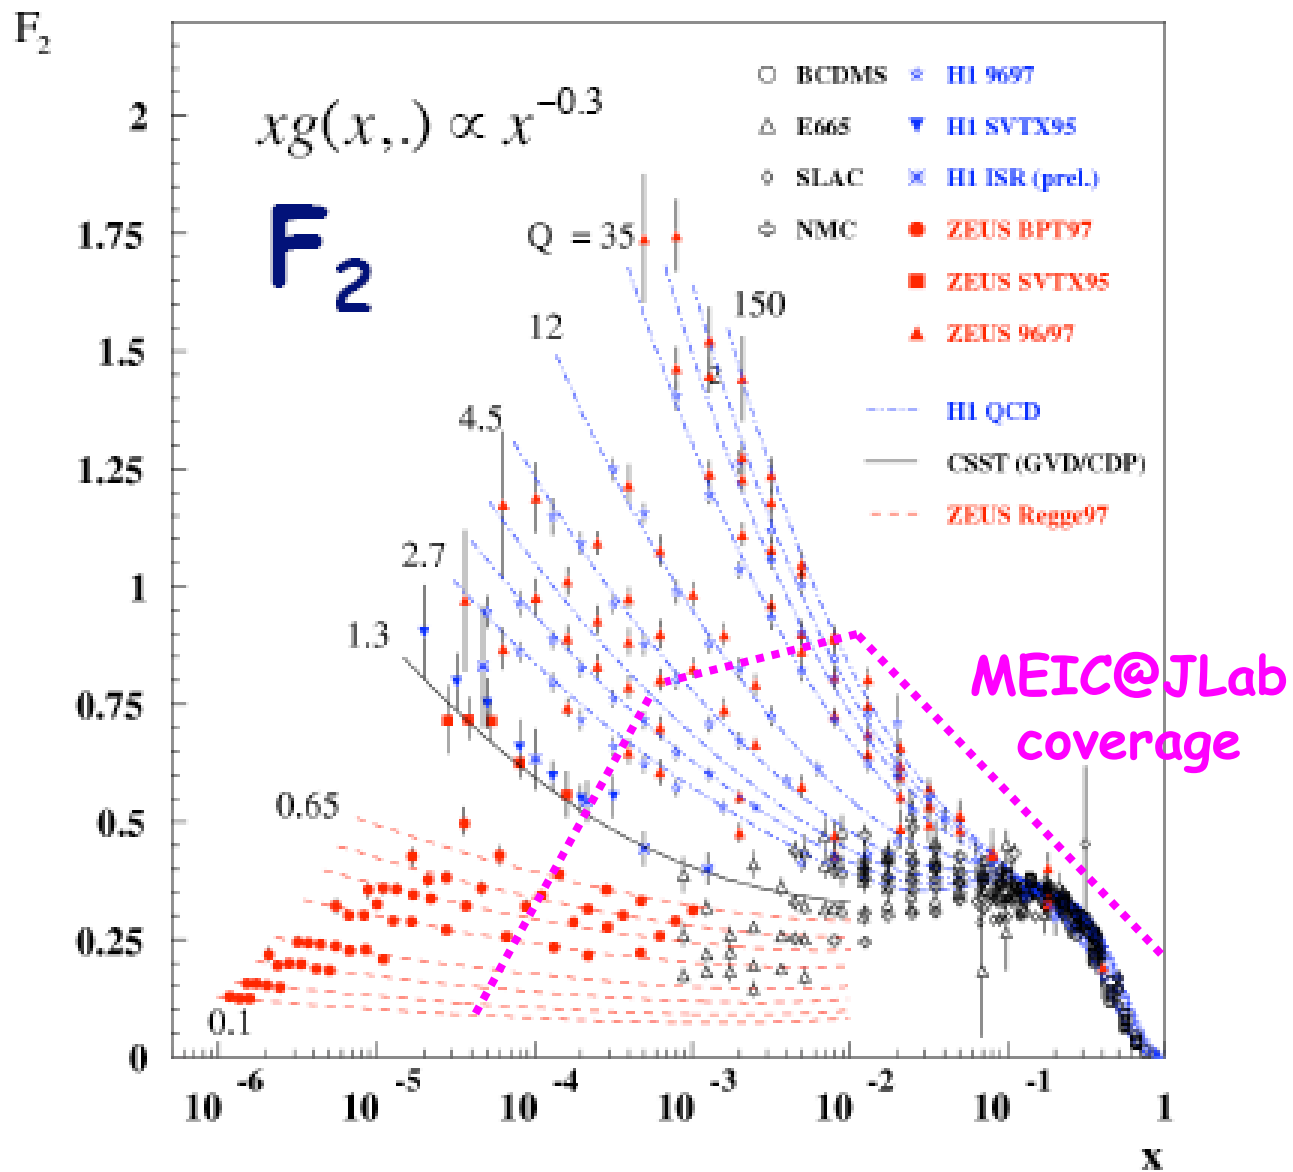 F₂
xg(x,.) ∝ x⁻⁰·³
F₂
BCDMS
E665
SLAC
NMC
H1 9697
H1 SVTX95
H1 ISR (prel.)
ZEUS BPT97
ZEUS SVTX95
ZEUS 96/97
H1 QCD
CSST (GVD/CDP)
ZEUS Regge97
Q = 35
150
12
4.5
2.7
1.3
0.65
0.1
MEIC@JLab
coverage
2
1.75
1.5
1.25
1
0.75
0.5
0.25
0
10⁻⁶ 10⁻⁵ 10⁻⁴ 10⁻³ 10⁻² 10⁻¹ 1
x